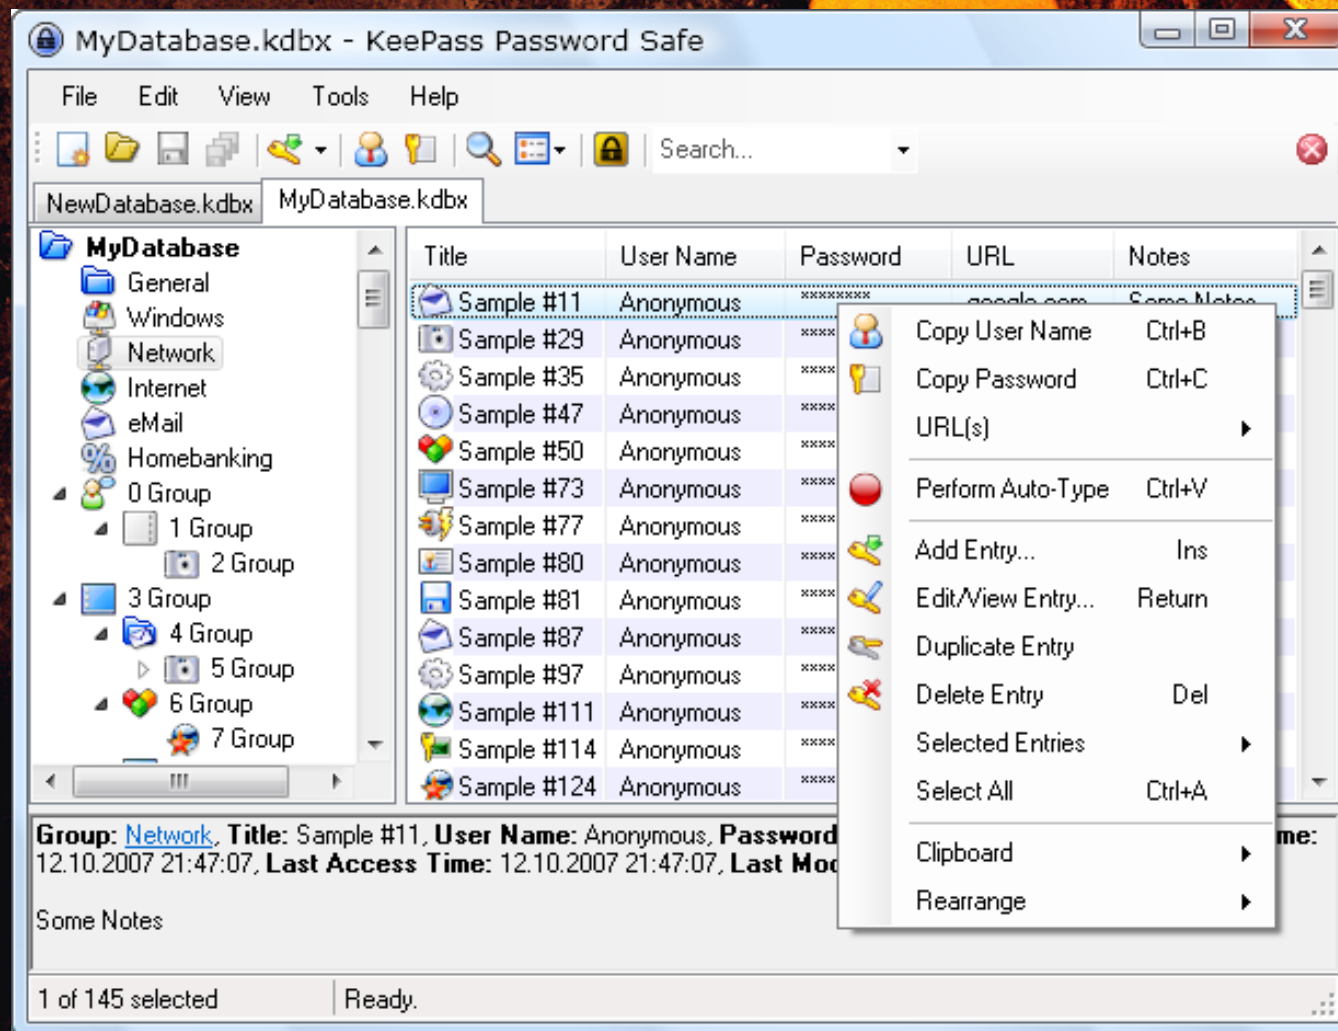 MyDatabase.kdbx - KeePass Password Safe
File Edit View Tools Help
Search...
NewDatabase.kdbx MyDatabase.kdbx
MyDatabase
General
Windows
Network
Internet
eMail
Homebanking
0 Group
1 Group
2 Group
3 Group
4 Group
5 Group
6 Group
7 Group
Title User Name Password URL Notes
Sample #11 Anonymous ******** google.com Some Notes
Sample #29 Anonymous ****
Sample #35 Anonymous ****
Sample #47 Anonymous ****
Sample #50 Anonymous ****
Sample #73 Anonymous ****
Sample #77 Anonymous ****
Sample #80 Anonymous ****
Sample #81 Anonymous ****
Sample #87 Anonymous ****
Sample #97 Anonymous ****
Sample #111 Anonymous ****
Sample #114 Anonymous ****
Sample #124 Anonymous ****
Copy User Name Ctrl+B
Copy Password Ctrl+C
URL(s)
Perform Auto-Type Ctrl+V
Add Entry... Ins
Edit/View Entry... Return
Duplicate Entry
Delete Entry Del
Selected Entries
Select All Ctrl+A
Clipboard
Rearrange
Group: Network, Title: Sample #11, User Name: Anonymous, Password me:
12.10.2007 21:47:07, Last Access Time: 12.10.2007 21:47:07, Last Mod
Some Notes
1 of 145 selected Ready.